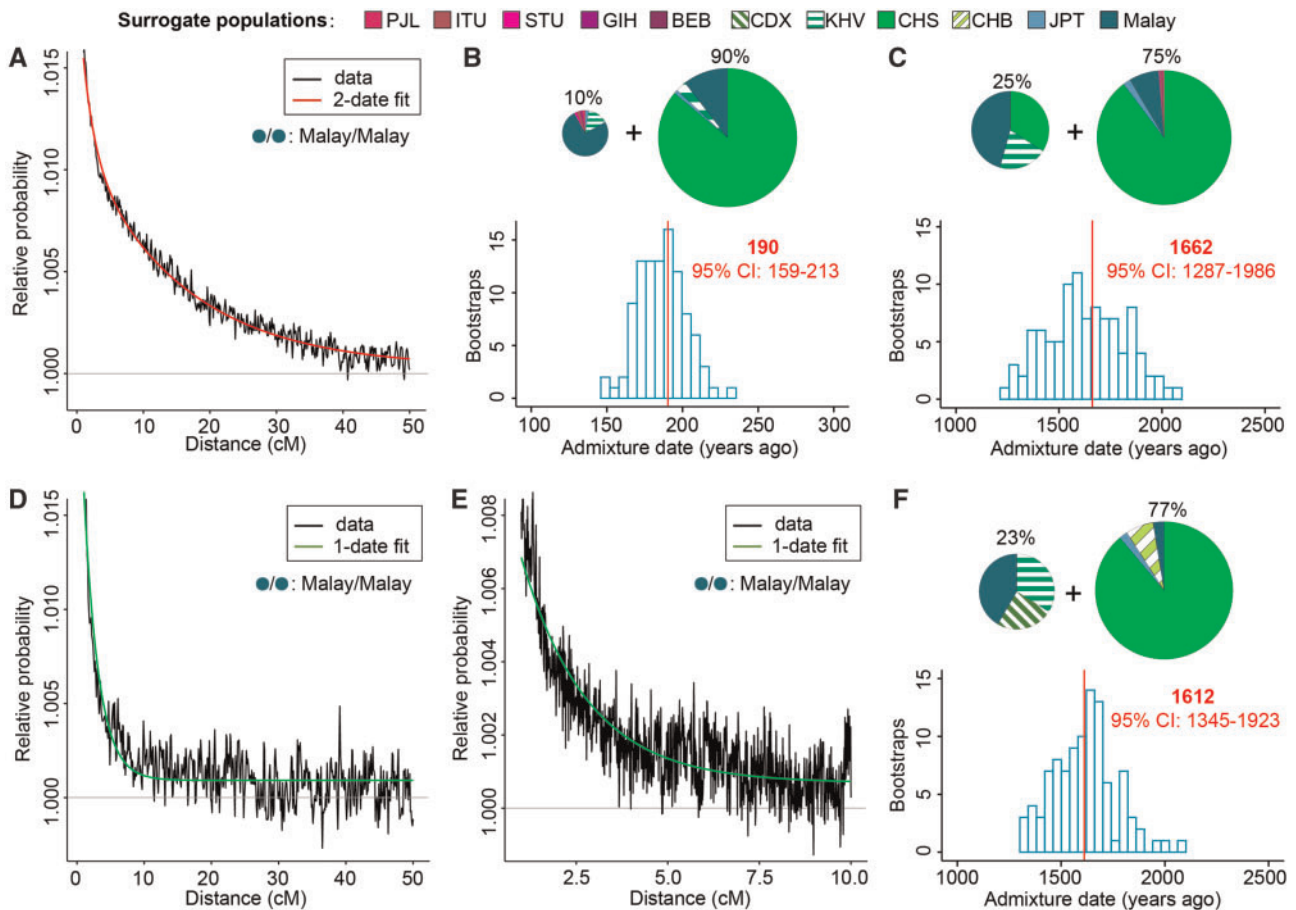 Surrogate populations: PJL ITU STU GIH BEB CDX KHV CHS CHB JPT Malay
A
1.015
1.010
1.005
1.000
Relative probability
data
2-date fit
: Malay/Malay
0 10 20 30 40 50
Distance (cM)
B
10%
+
90%
190
95% CI: 159-213
15
10
5
0
Bootstraps
100 150 200 250 300
Admixture date (years ago)
C
25%
+
75%
1662
95% CI: 1287-1986
15
10
5
0
Bootstraps
1000 1500 2000 2500
Admixture date (years ago)
D
1.015
1.010
1.005
1.000
Relative probability
data
1-date fit
: Malay/Malay
0 10 20 30 40 50
Distance (cM)
E
1.008
1.006
1.004
1.002
1.000
Relative probability
data
1-date fit
: Malay/Malay
2.5 5.0 7.5 10.0
Distance (cM)
F
23%
+
77%
1612
95% CI: 1345-1923
15
10
5
0
Bootstraps
1000 1500 2000 2500
Admixture date (years ago)